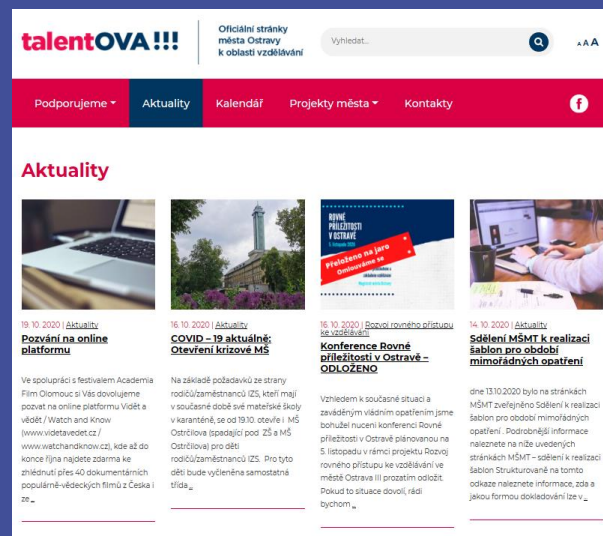 talentOVA!!!
Oficiální stránky
města Ostravy
k oblasti vzdělávání
Vyhledat...
A A A
Podporujeme
Aktuality
Kalendář
Projekty města
Kontakty
Aktuality
19. 10. 2020 | Aktuality
Pozvání na online
platformu
Ve spolupráci s festivalem Academia
Film Olomouc si Vás dovolujeme
pozvat na online platformu Vidět a
vědět / Watch and Know
(www.videtavedet.cz /
www.watchandknow.cz), kde až do
konce října najdete zdarma ke
zhlédnutí přes 40 dokumentárních
populárně-vědeckých filmů z Česka i
ze ...
16. 10. 2020 | Aktuality
COVID – 19 aktuálně:
Otevření krizové MŠ
Na základě požadavků ze strany
rodičů/zaměstnanců IZS, kteří mají
v současné době své mateřské školy
v karanténě, se od 19.10. otevře i MŠ
Ostrčilova (spadající pod ZŠ a MŠ
Ostrčilova) pro děti
rodičů/zaměstnanců IZS. Pro tyto
děti bude vyčleněna samostatná
třída ...
ROVNÉ
PŘÍLEŽITOSTI
V OSTRAVĚ
5. listopadu 2020
Přeloženo na jaro
Omlouváme se
16. 10. 2020 | Rozvoj rovného přístupu
ke vzdělávání
Konference Rovné
příležitosti v Ostravě –
ODLOŽENO
Vzhledem k současné situaci a
zaváděným vládním opatřením jsme
bohužel nuceni konferenci Rovné
příležitosti v Ostravě plánovanou na
5. listopadu v rámci projektu Rozvoj
rovného přístupu ke vzdělávání ve
městě Ostrava III prozatím odložit.
Pokud to situace dovolí, rádi
bychom ...
14. 10. 2020 | Aktuality
Sdělení MŠMT k realizaci
šablon pro období
mimořádných opatření
dne 13.10.2020 bylo na stránkách
MŠMT zveřejněno Sdělení k realizaci
šablon pro období mimořádných
opatření . Podrobnější informace
naleznete na níže uvedených
stránkách MŠMT – sdělení k realizaci
šablon Strukturovaně na tomto
odkaze naleznete informace, zda a
jakou formou dokladování lze v ...